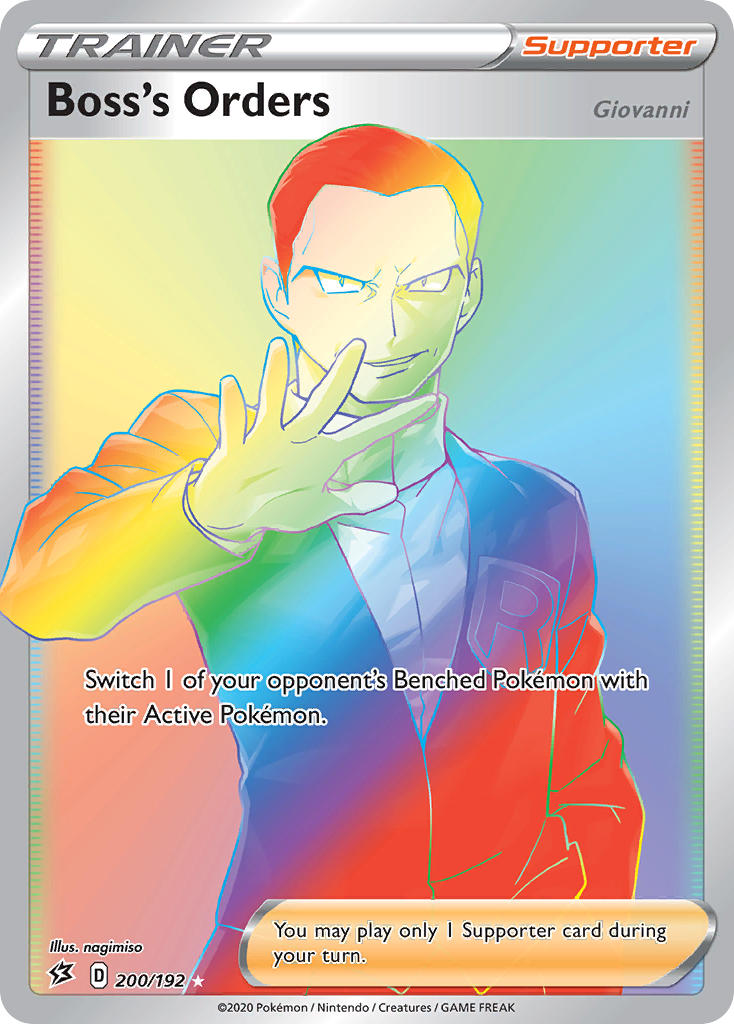 TRAINER
Supporter
Boss's Orders
Giovanni
R
Switch 1 of your opponent's Benched Pokémon with
their Active Pokémon.
You may play only 1 Supporter card during
your turn.
Illus. nagimiso
D 200/192 ★
©2020 Pokémon / Nintendo / Creatures / GAME FREAK